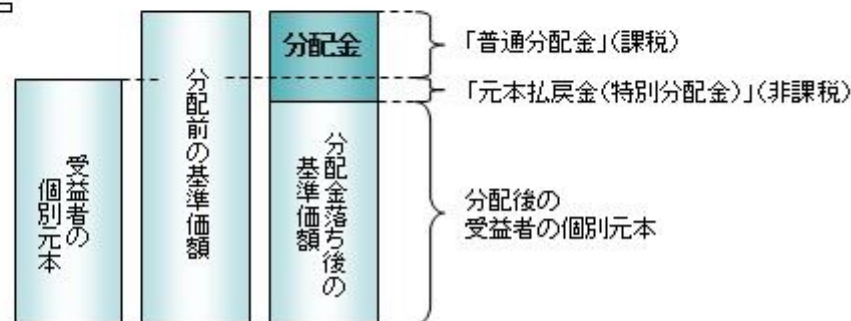 受益者の
個別元本
分配前の基準価額
分配金
分配金落ち後の
基準価額
「普通分配金」(課税)
「元本払戻金(特別分配金)」(非課税)
分配後の
受益者の個別元本